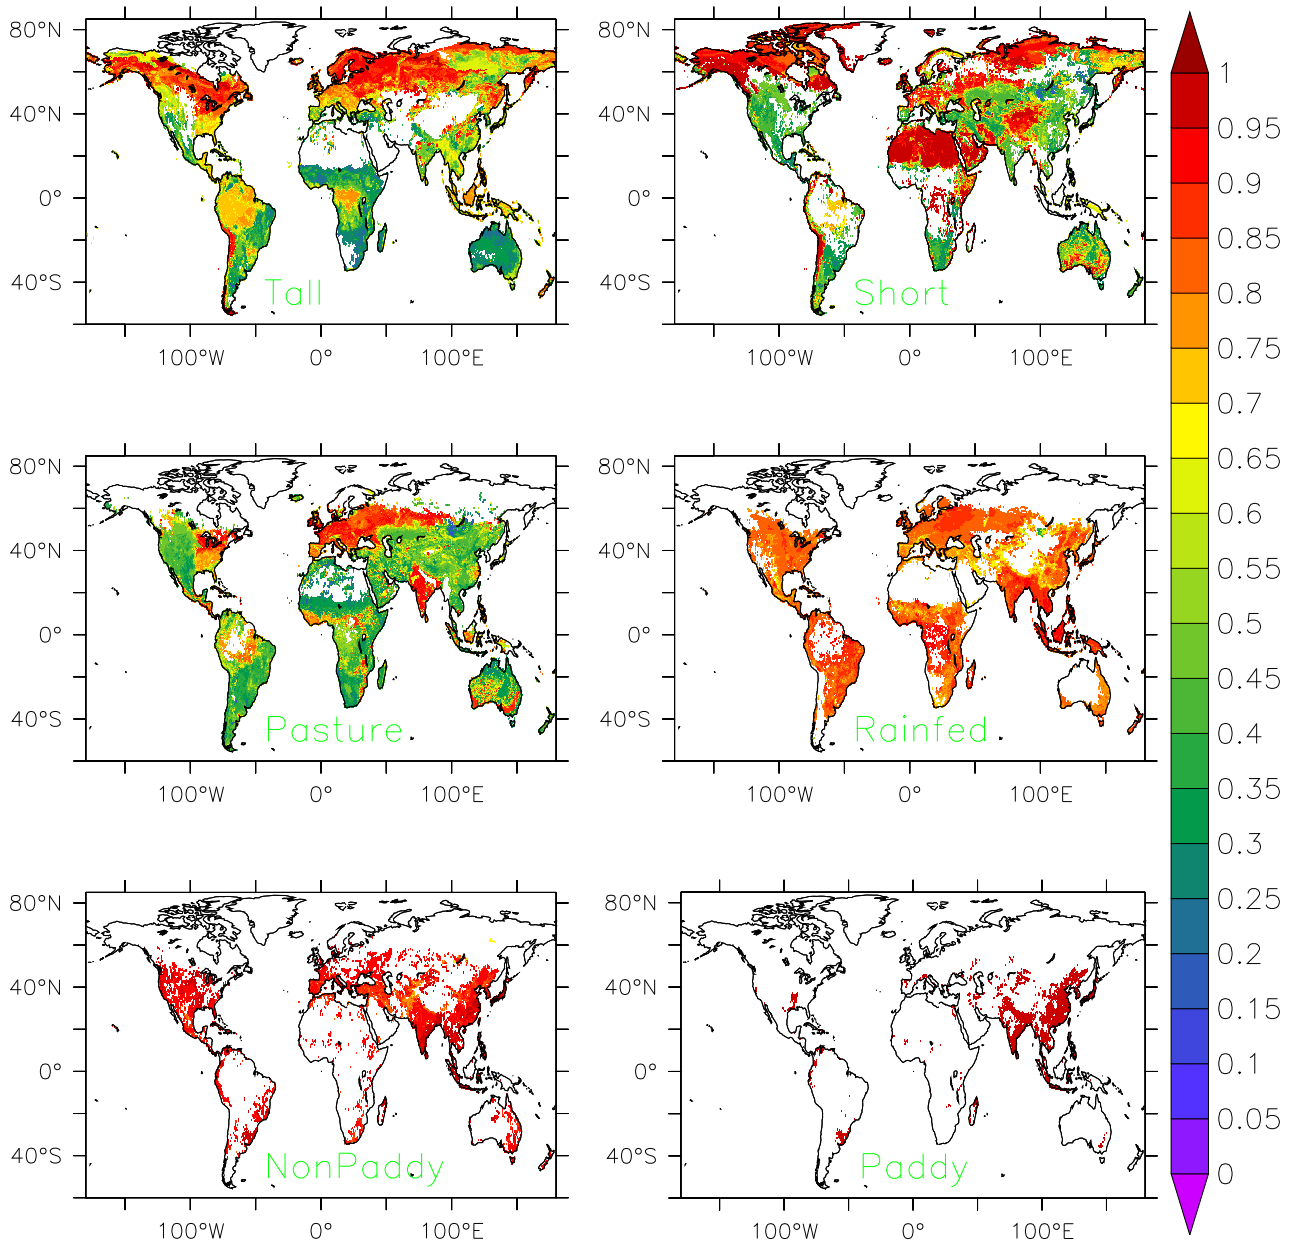 80°N 80°N
40°N 40°N
0° 0°
40°S 40°S
Tall Short
100°W 0° 100°E 100°W 0° 100°E
80°N 80°N
40°N 40°N
0° 0°
40°S 40°S
Pasture Rainfed
100°W 0° 100°E 100°W 0° 100°E
80°N 80°N
40°N 40°N
0° 0°
40°S 40°S
NonPaddy Paddy
100°W 0° 100°E 100°W 0° 100°E
1
0.95
0.9
0.85
0.8
0.75
0.7
0.65
0.6
0.55
0.5
0.45
0.4
0.35
0.3
0.25
0.2
0.15
0.1
0.05
0